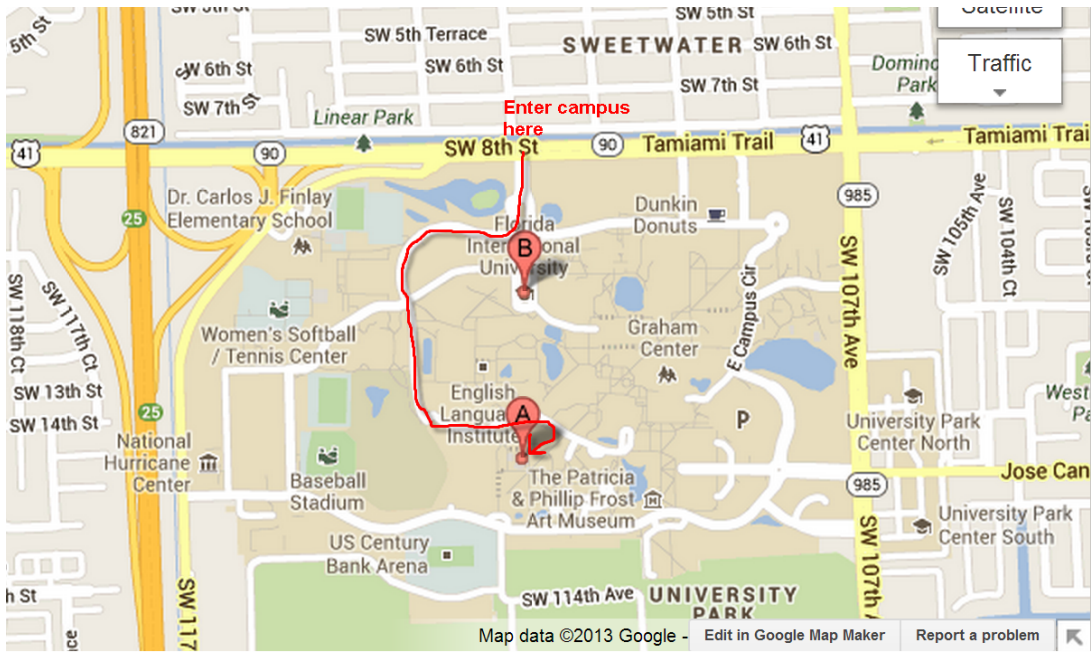 SW 5th St
SW 5th St
Satellite
5th St
SW 5th Terrace
SWEETWATER
SW 6th St
SW 6th St
SW 6th St
Traffic
SW 7th St
SW 7th St
Enter campus
here
Linear Park
821
41
90
SW 8th St
90
Tamiami Trail
41
Tamiami Trai
Dr. Carlos J. Finlay
Elementary School
25
Florida
International
University
B
Dunkin
Donuts
985
SW 105th Ave
SW 104th Ct
SW 107th Ave
SW 118th Ct
SW 117th Ct
Women's Softball
/ Tennis Center
Graham
Center
E Campus Cir
SW 13th St
SW 14th St
25
English
Language
Institute
A
P
University Park
Center North
West
Pa
National
Hurricane
Center
Baseball
Stadium
The Patricia
& Phillip Frost
Art Museum
985
Jose Can
University Park
Center South
US Century
Bank Arena
SW 107th A
SW 117
h St
SW 114th Ave
UNIVERSITY
PARK
Map data ©2013 Google -
Edit in Google Map Maker
Report a problem